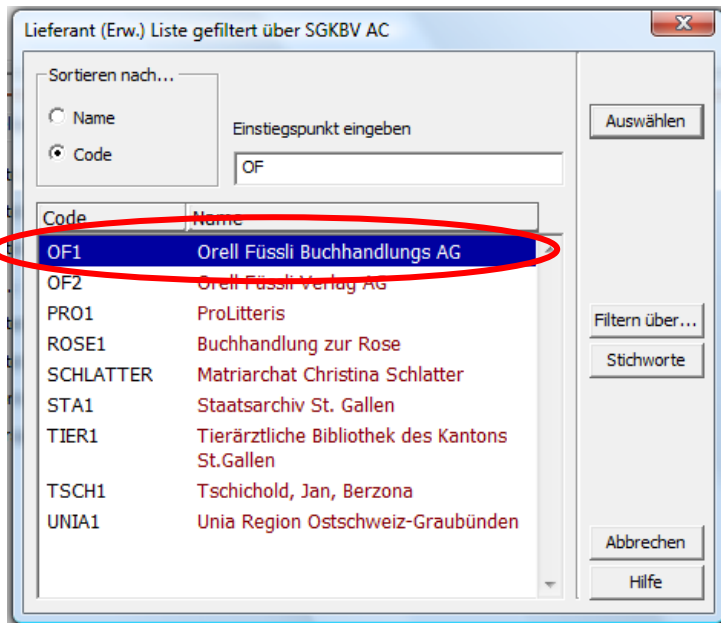 Lieferant (Erw.) Liste gefiltert über SGKBV AC
Sortieren nach...
Name
Code
Einstiegspunkt eingeben
OF
Auswählen
Code Name
OF1 Orell Füssli Buchhandlungs AG
OF2 Orell Füssli Verlag AG
PRO1 ProLitteris
ROSE1 Buchhandlung zur Rose
SCHLATTER Matriarchat Christina Schlatter
STA1 Staatsarchiv St. Gallen
TIER1 Tierärztliche Bibliothek des Kantons
St.Gallen
TSCH1 Tschichold, Jan, Berzona
UNIA1 Unia Region Ostschweiz-Graubünden
Filtern über...
Stichworte
Abbrechen
Hilfe